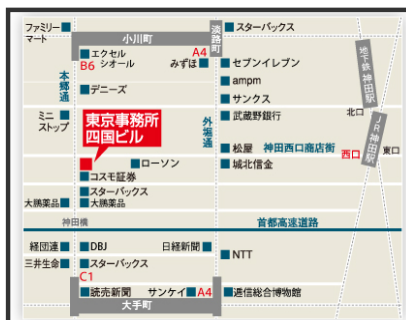 ファミリー
マート
小川町
淡路町
スターバックス
エクセル
シオール
B6
A4
みずほ
セブンイレブン
ampm
サンクス
地下鉄 神田駅
本郷通
デニーズ
ミニ
ストップ
東京事務所
四国ビル
外堀通
武蔵野銀行
北口
JR神田駅
松屋
神田西口商店街
西口
東口
ローソン
城北信金
コスモ証券
スターバックス
大鵬薬品
大鵬薬品
神田橋
首都高速道路
経団連
DBJ
日経新聞
NTT
三井生命
スターバックス
C1
読売新聞
サンケイ
A4
逓信総合博物館
大手町